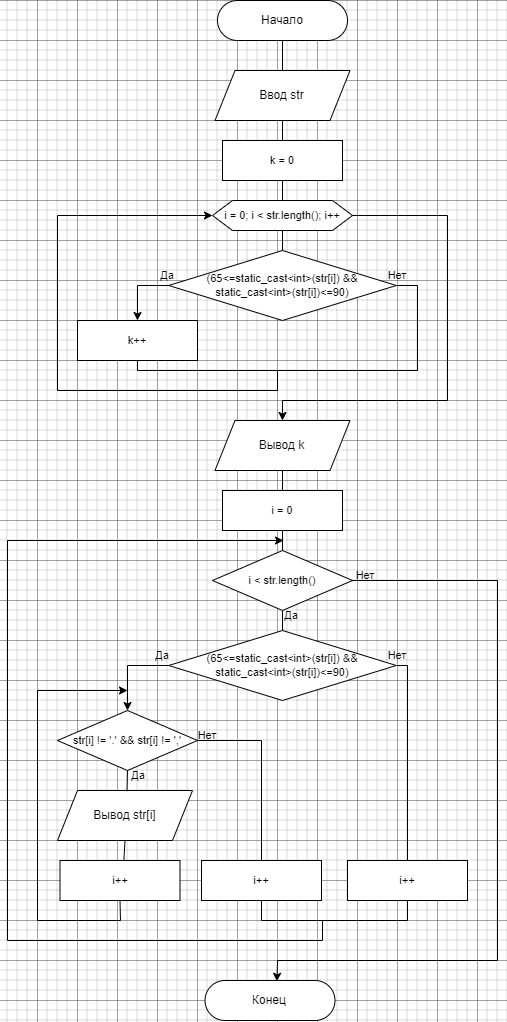 Начало
Ввод str
k = 0
i = 0; i < str.length(); i++
Да
(65<=static_cast<int>(str[i]) &&
static_cast<int>(str[i])<=90)
Нет
k++
Вывод k
i = 0
i < str.length()
Нет
Да
Да
(65<=static_cast<int>(str[i]) &&
static_cast<int>(str[i])<=90)
Нет
str[i] != '.' && str[i] != ','
Нет
Да
Вывод str[i]
i++
i++
i++
Конец